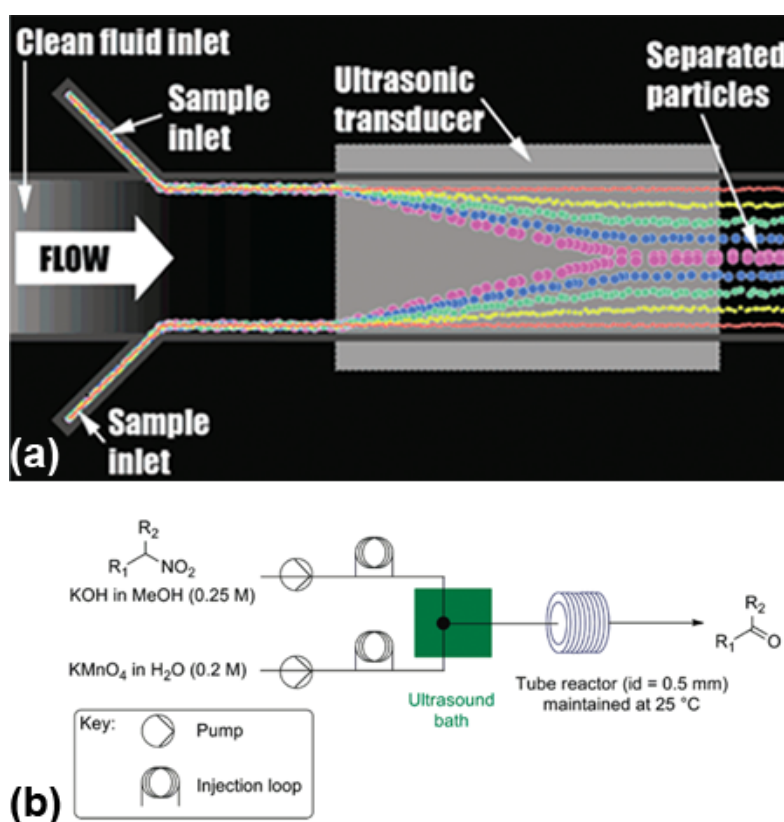 Clean fluid inlet
Sample
inlet
Ultrasonic
transducer
Separated
particles
FLOW
Sample
inlet
(a)
R2
R1
NO2
KOH in MeOH (0.25 M)
KMnO4 in H2O (0.2 M)
Ultrasound
bath
Tube reactor (id = 0.5 mm)
maintained at 25 °C
R2
R1
O
Key:
Pump
Injection loop
(b)